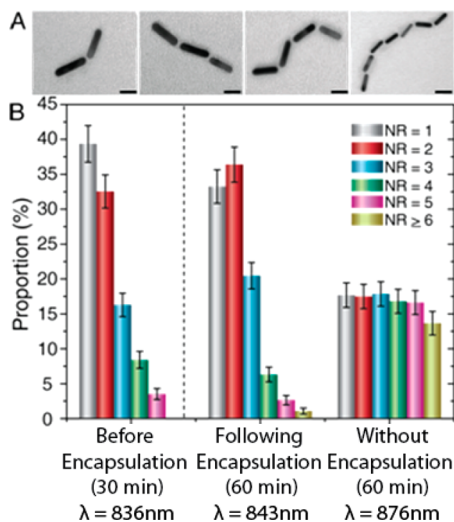 A
B
45
40
35
30
25
20
15
10
5
0
Proportion (%)
NR = 1
NR = 2
NR = 3
NR = 4
NR = 5
NR ≥ 6
Before Encapsulation (30 min) λ = 836nm
Following Encapsulation (60 min) λ = 843nm
Without Encapsulation (60 min) λ = 876nm